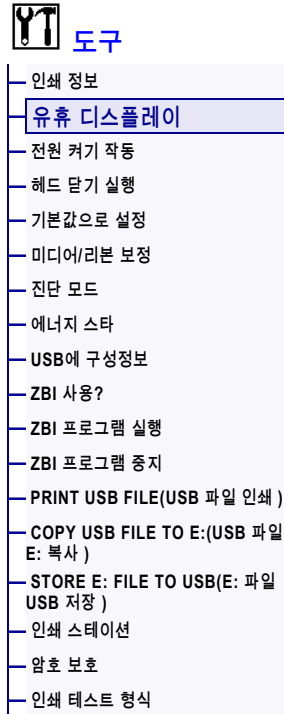 도구
인쇄 정보
유휴 디스플레이
전원 켜기 작동
헤드 닫기 실행
기본값으로 설정
미디어/리본 보정
진단 모드
에너지 스타
USB에 구성정보
ZBI 사용?
ZBI 프로그램 실행
ZBI 프로그램 중지
PRINT USB FILE(USB 파일 인쇄 )
COPY USB FILE TO E:(USB 파일
E: 복사 )
STORE E: FILE TO USB(E: 파일
USB 저장 )
인쇄 스테이션
암호 보호
인쇄 테스트 형식